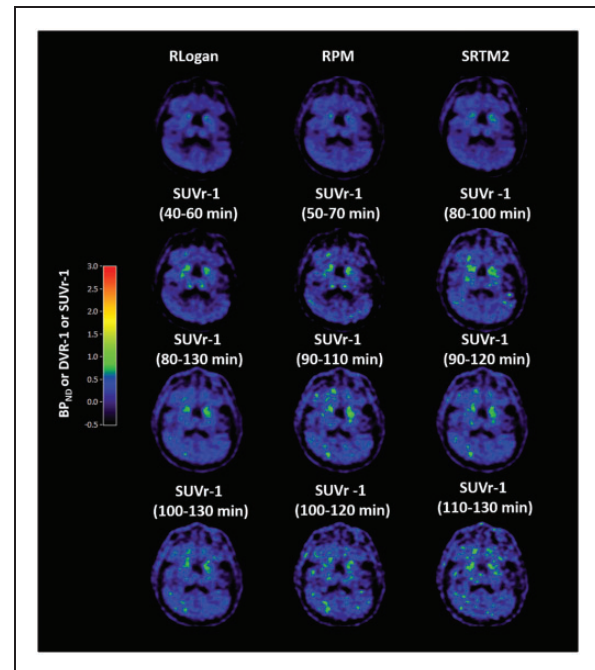 RLogan RPM SRTM2
SUVr-1 SUVr-1 SUVr -1
(40-60 min) (50-70 min) (80-100 min)
BP_ND or DVR-1 or SUVr-1
3.0
2.5
2.0
1.5
1.0
0.5
0.0
-0.5
SUVr-1 SUVr-1 SUVr-1
(80-130 min) (90-110 min) (90-120 min)
SUVr-1 SUVr -1 SUVr-1
(100-130 min) (100-120 min) (110-130 min)